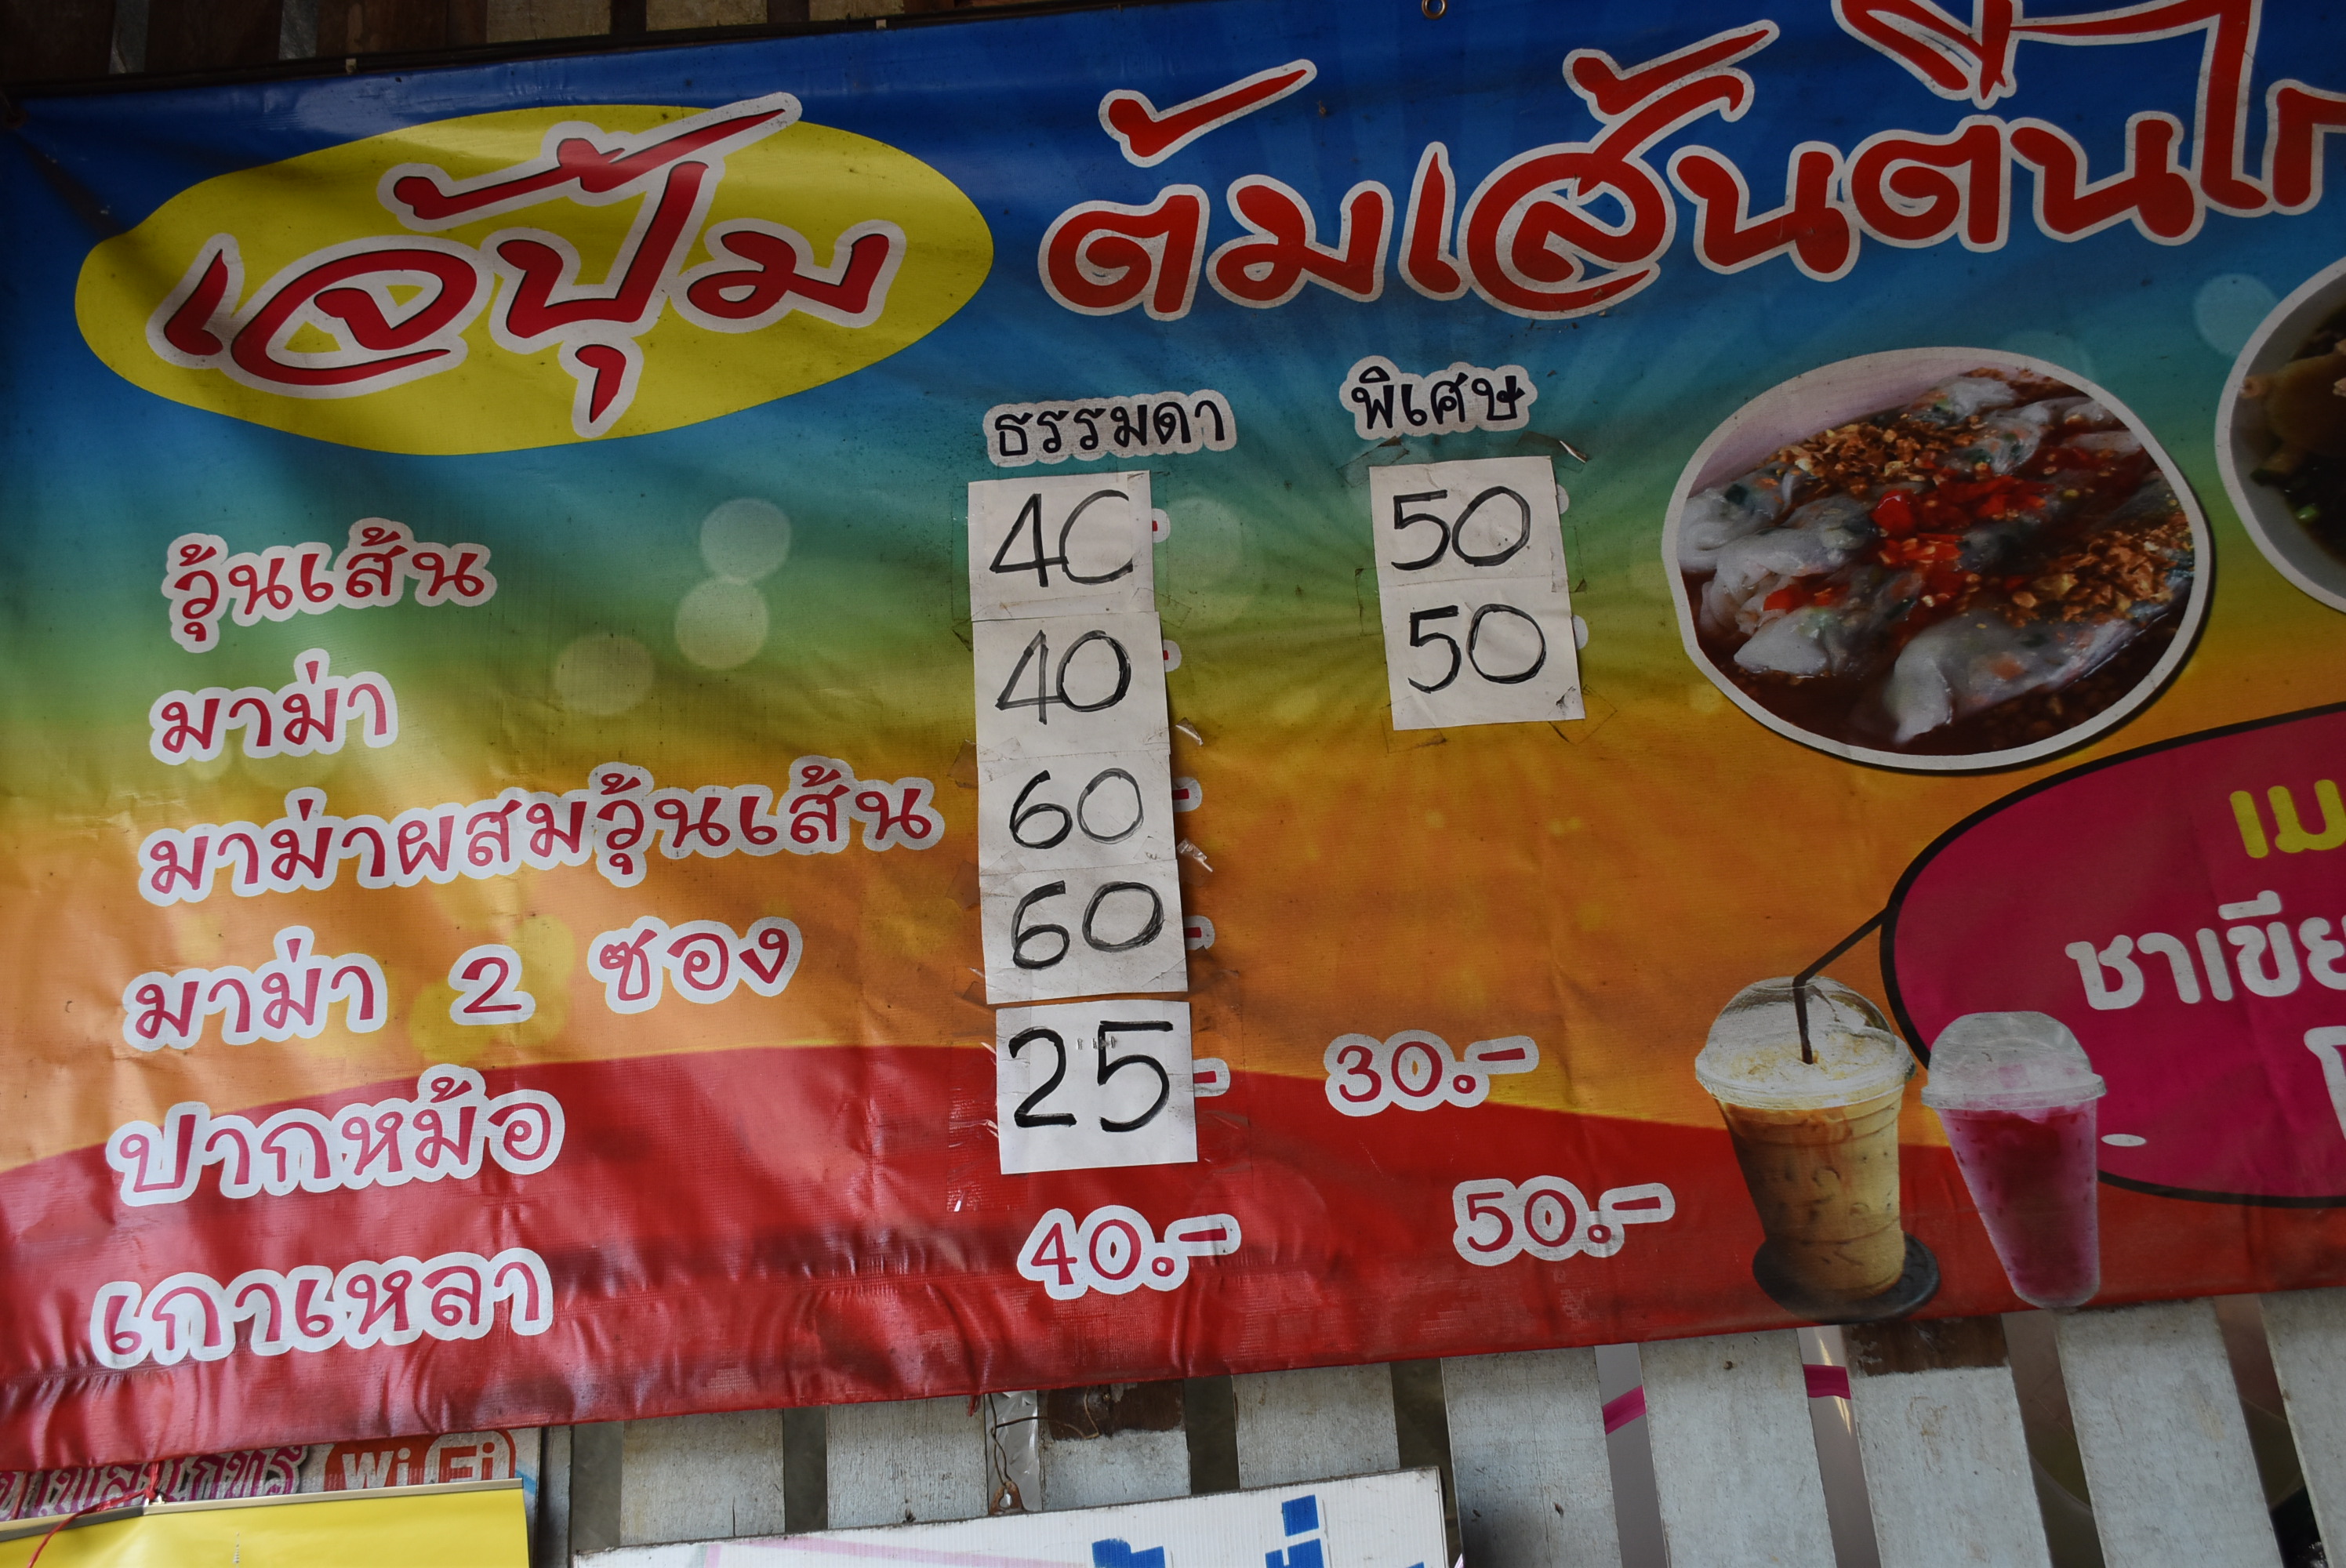 เจ้ปุ้ม ต้มเส้นตีนไก่
ธรรมดา พิเศษ
วุ้นเส้น 40 50
มาม่า 40 50
มาม่าผสมวุ้นเส้น 60
มาม่า 2 ซอง 60
ปากหม้อ 25 30.-
เกาเหลา 40.- 50.-
ชาเขีย
Wi Fi